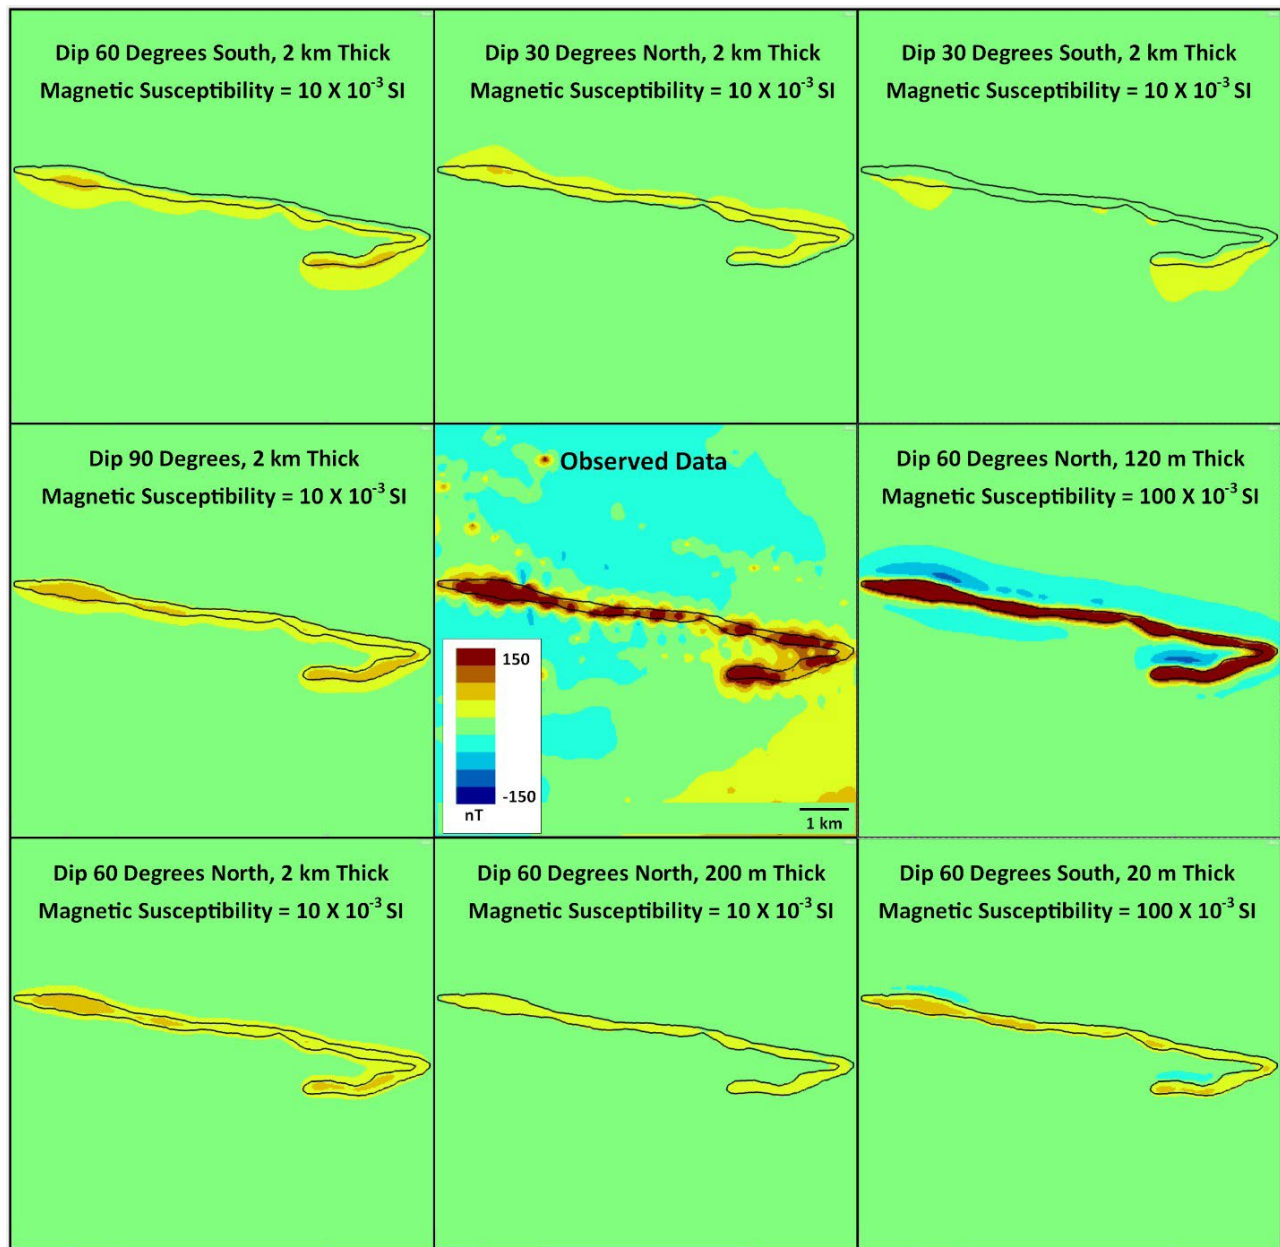 Dip 60 Degrees South, 2 km Thick
Magnetic Susceptibility = 10 X 10⁻³ SI
Dip 30 Degrees North, 2 km Thick
Magnetic Susceptibility = 10 X 10⁻³ SI
Dip 30 Degrees South, 2 km Thick
Magnetic Susceptibility = 10 X 10⁻³ SI
Dip 90 Degrees, 2 km Thick
Magnetic Susceptibility = 10 X 10⁻³ SI
Observed Data
150
-150
nT
1 km
Dip 60 Degrees North, 120 m Thick
Magnetic Susceptibility = 100 X 10⁻³ SI
Dip 60 Degrees North, 2 km Thick
Magnetic Susceptibility = 10 X 10⁻³ SI
Dip 60 Degrees North, 200 m Thick
Magnetic Susceptibility = 10 X 10⁻³ SI
Dip 60 Degrees South, 20 m Thick
Magnetic Susceptibility = 100 X 10⁻³ SI